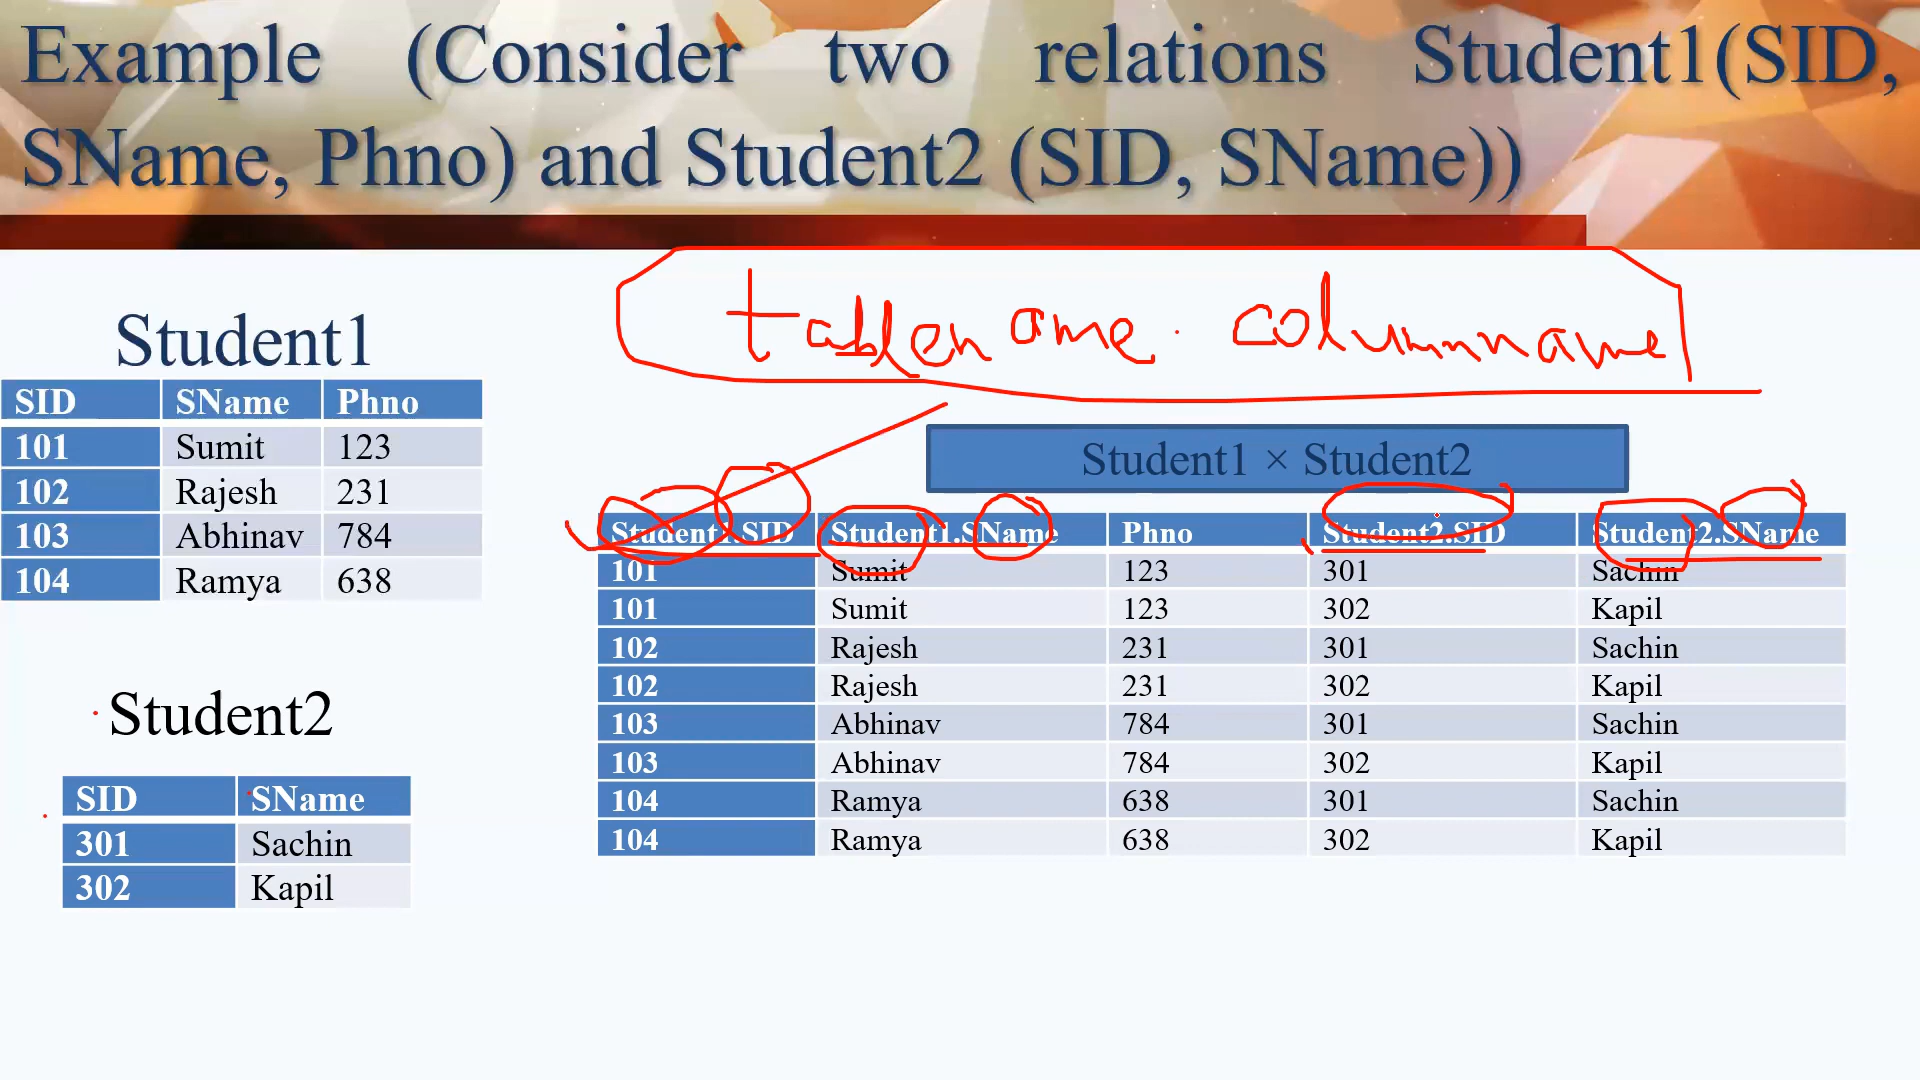 Example (Consider two relations Student1(SID,
SName, Phno) and Student2 (SID, SName))
tablename . columnname
Student1
SID SName Phno
101 Sumit 123
102 Rajesh 231
103 Abhinav 784
104 Ramya 638
Student2
SID SName
301 Sachin
302 Kapil
Student1 × Student2
Student1.SID Student1.SName Phno Student2.SID Student2.SName
101 Sumit 123 301 Sachin
101 Sumit 123 302 Kapil
102 Rajesh 231 301 Sachin
102 Rajesh 231 302 Kapil
103 Abhinav 784 301 Sachin
103 Abhinav 784 302 Kapil
104 Ramya 638 301 Sachin
104 Ramya 638 302 Kapil